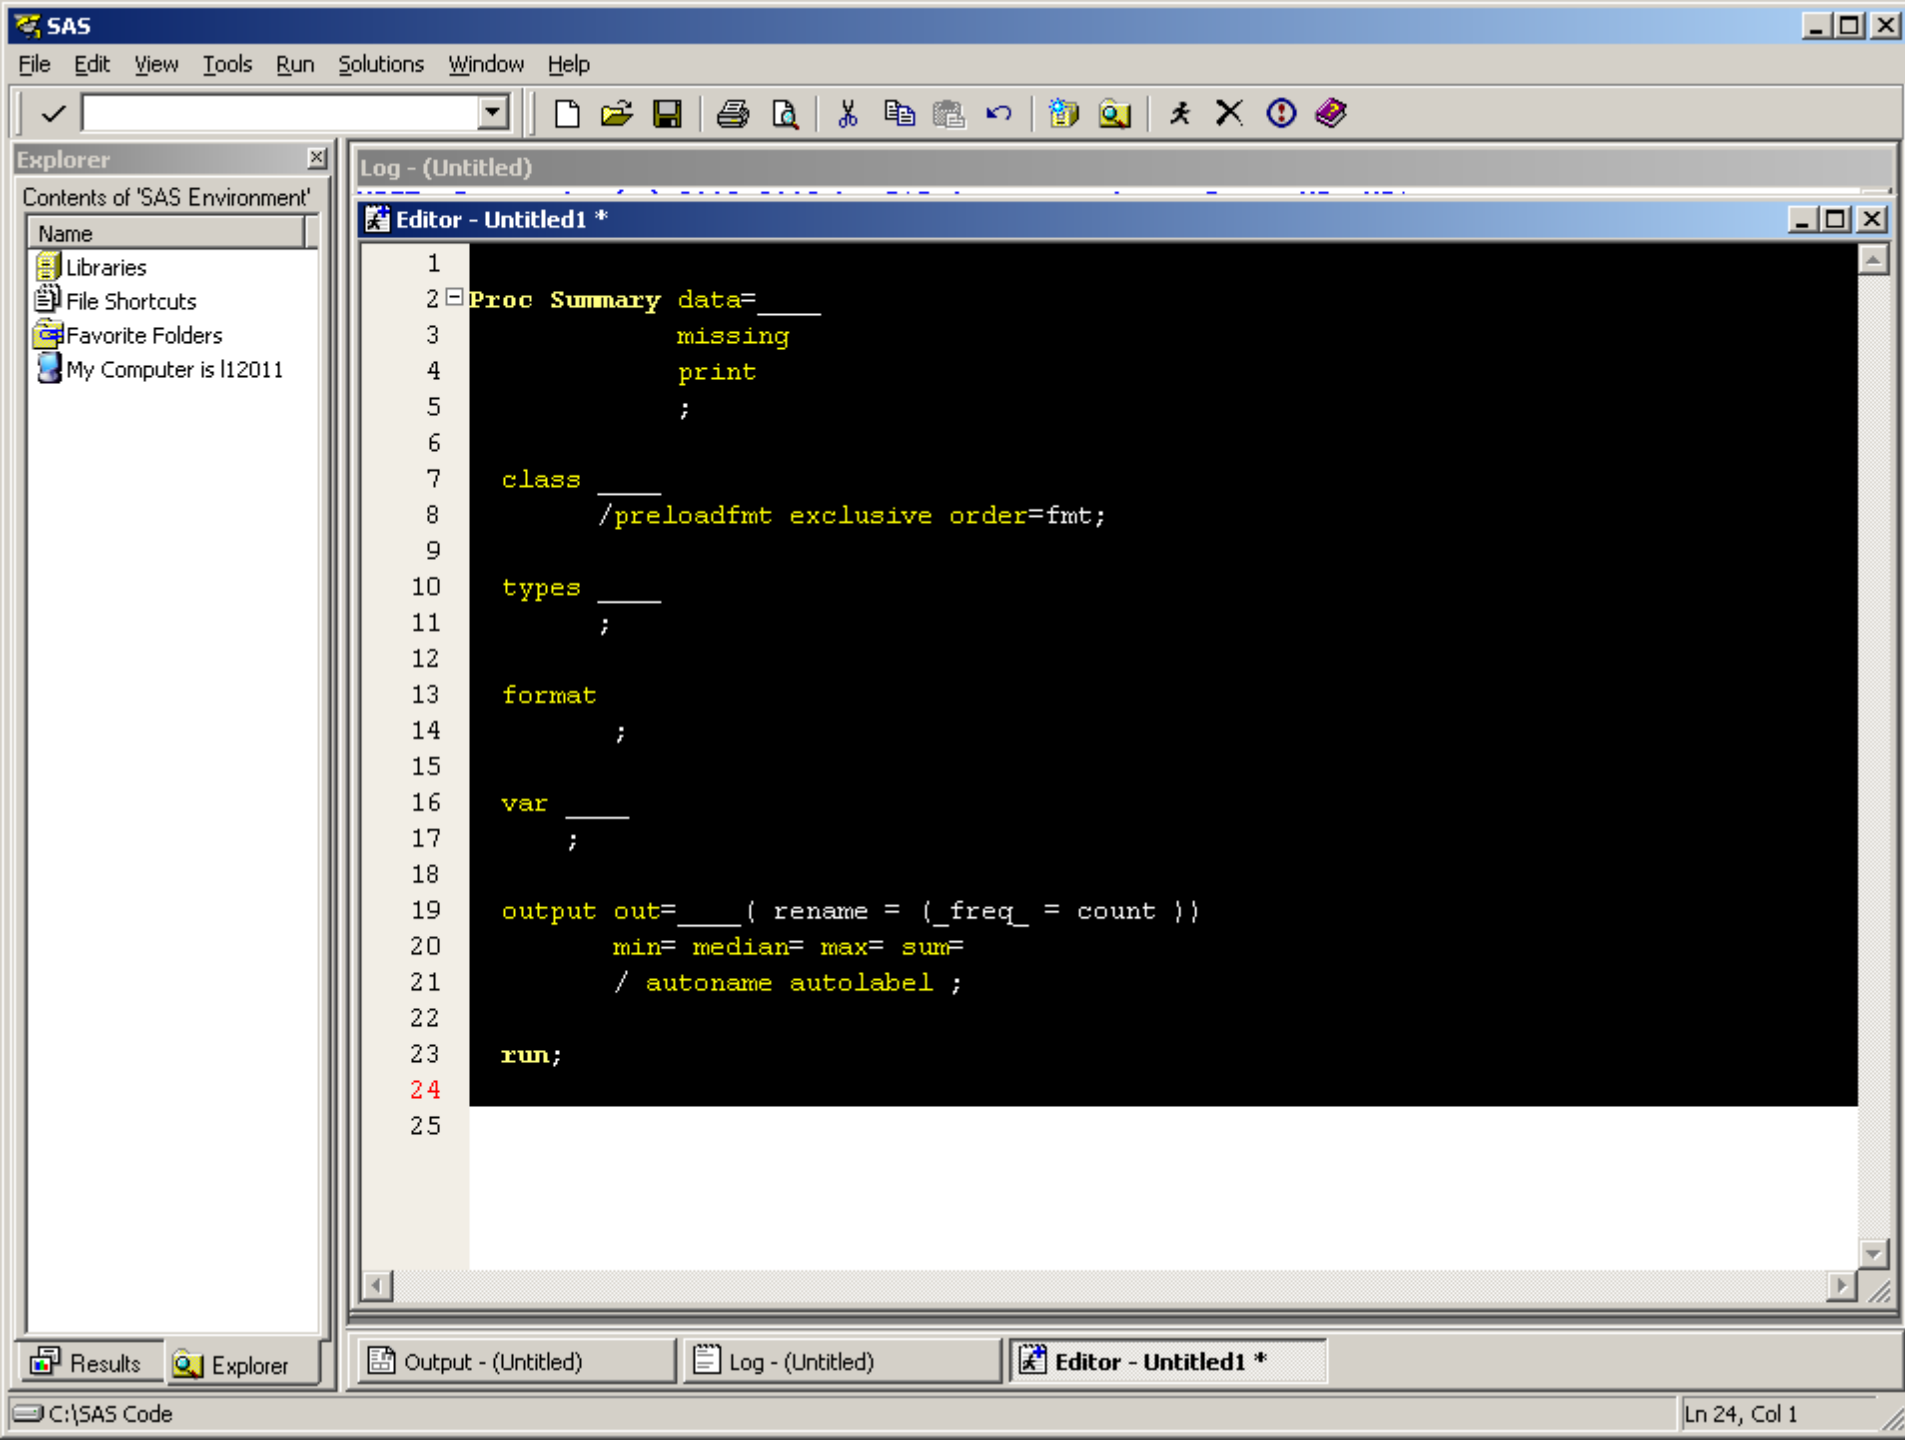 SAS
File Edit View Tools Run Solutions Window Help
Explorer
Contents of 'SAS Environment'
Name
Libraries
File Shortcuts
Favorite Folders
My Computer is l12011
Log - (Untitled)
Editor - Untitled1 *
1
2 Proc Summary data=____
3 missing
4 print
5 ;
6
7 class ____
8 /preloadfmt exclusive order=fmt;
9
10 types ____
11 ;
12
13 format
14 ;
15
16 var ____
17 ;
18
19 output out=____( rename = (_freq_ = count ))
20 min= median= max= sum=
21 / autoname autolabel ;
22
23 run;
24
25
Results Explorer
Output - (Untitled) Log - (Untitled) Editor - Untitled1 *
C:\SAS Code Ln 24, Col 1